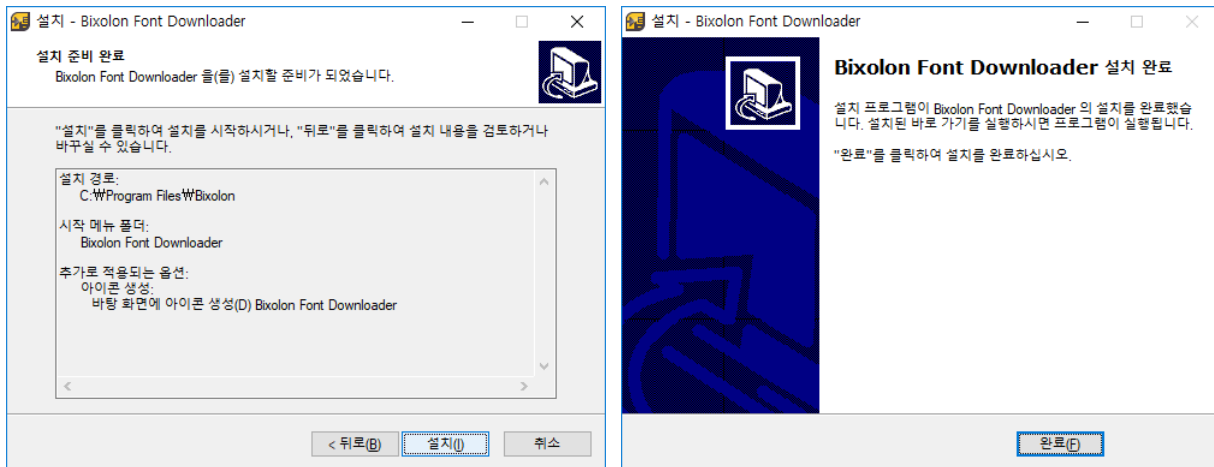 설치 - Bixolon Font Downloader
설치 준비 완료
Bixolon Font Downloader 을(를) 설치할 준비가 되었습니다.
"설치"를 클릭하여 설치를 시작하시거나, "뒤로"를 클릭하여 설치 내용을 검토하거나
바꾸실 수 있습니다.
설치 경로:
C:₩Program Files₩Bixolon
시작 메뉴 폴더:
Bixolon Font Downloader
추가로 적용되는 옵션:
아이콘 생성:
바탕 화면에 아이콘 생성(D) Bixolon Font Downloader
< 뒤로(B)
설치(I)
취소
설치 - Bixolon Font Downloader
Bixolon Font Downloader 설치 완료
설치 프로그램이 Bixolon Font Downloader 의 설치를 완료했습
니다. 설치된 바로 가기를 실행하시면 프로그램이 실행됩니다.
"완료"를 클릭하여 설치를 완료하십시오.
완료(F)